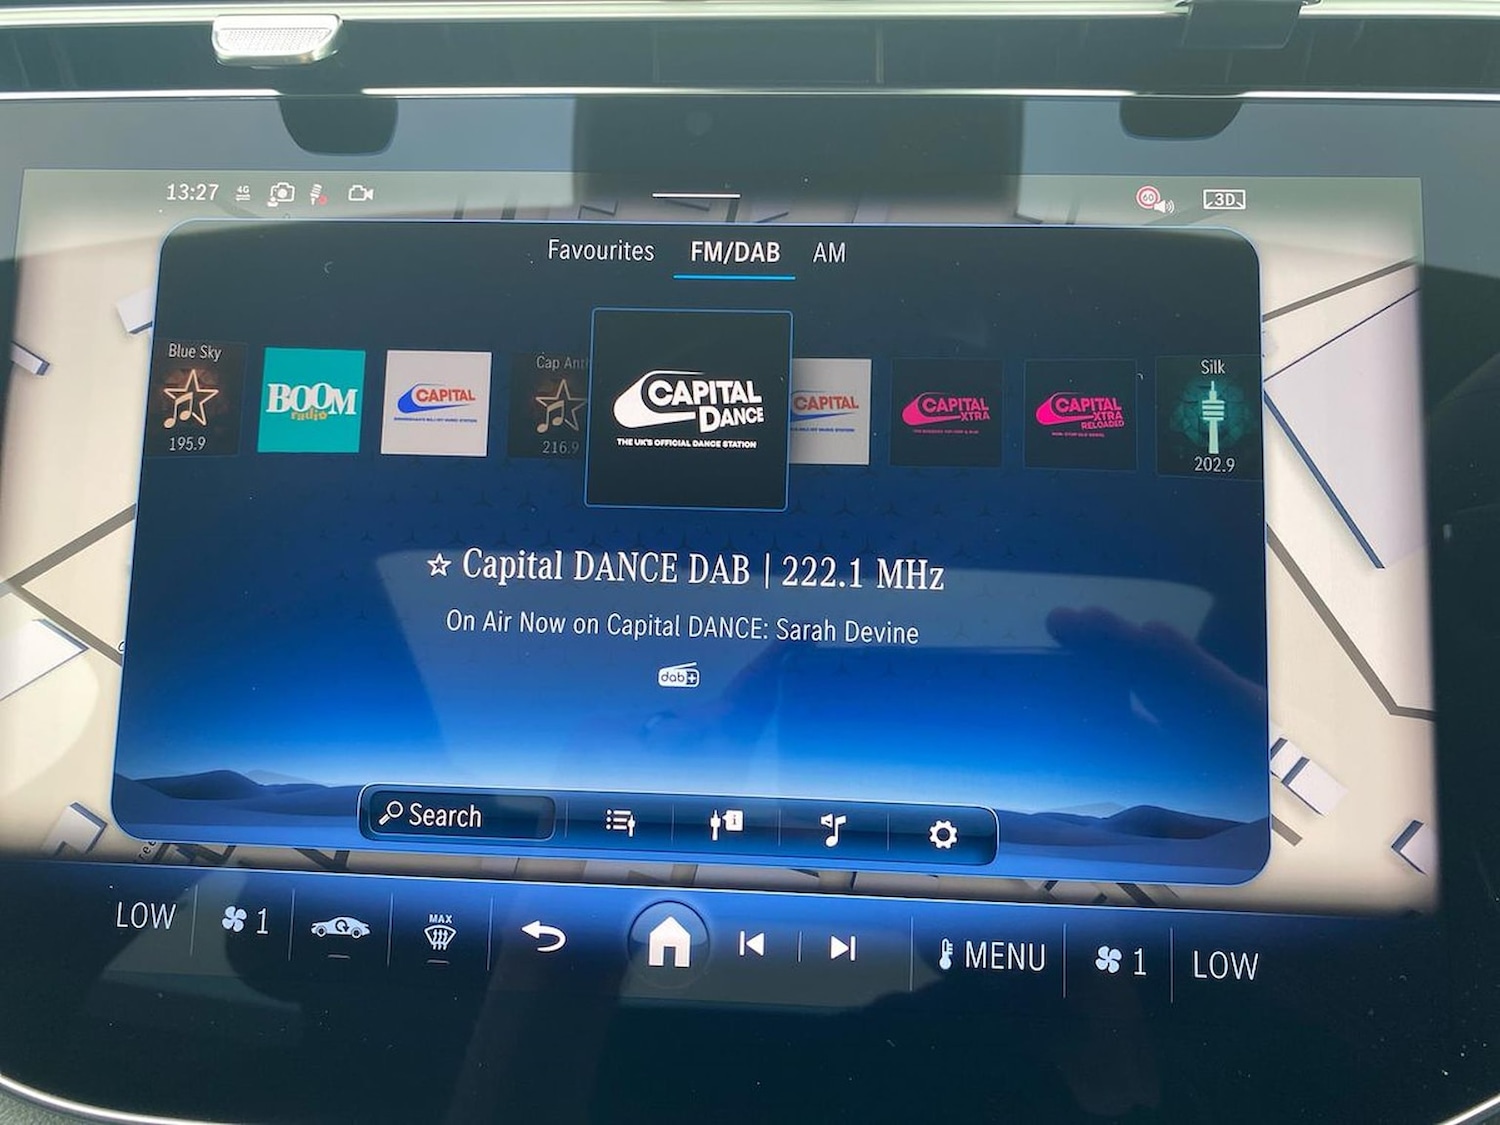 13:27 4G 60 3D
Favourites FM/DAB AM
Blue Sky
195.9
BOOM
radio
CAPITAL
Cap Anth
216.9
CAPITAL
DANCE
THE UK'S OFFICIAL DANCE STATION
CAPITAL
CAPITAL
XTRA
CAPITAL
XTRA
RELOADED
Silk
202.9
☆ Capital DANCE DAB | 222.1 MHz
On Air Now on Capital DANCE: Sarah Devine
dab+
Search
LOW 1 MAX MENU 1 LOW